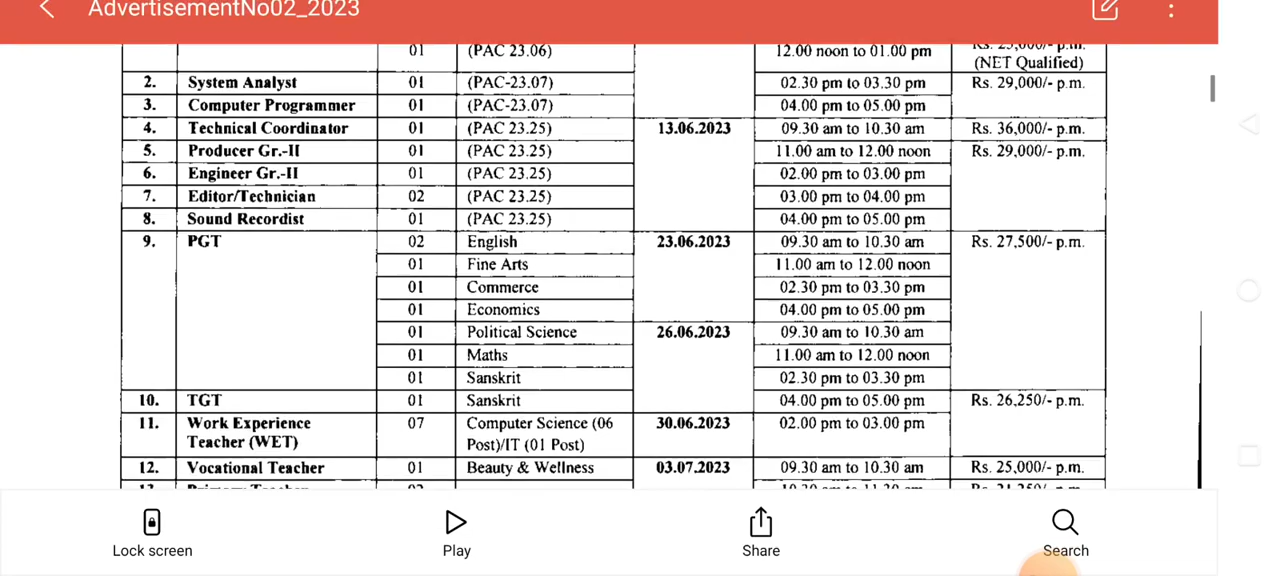 AdvertisementNo02_2023
01 (PAC 23.06) 12.00 noon to 01.00 pm Rs. 25,000/- p.m.
(NET Qualified)
2. System Analyst 01 (PAC-23.07) 02.30 pm to 03.30 pm Rs. 29,000/- p.m.
3. Computer Programmer 01 (PAC-23.07) 04.00 pm to 05.00 pm
4. Technical Coordinator 01 (PAC 23.25) 13.06.2023 09.30 am to 10.30 am Rs. 36,000/- p.m.
5. Producer Gr.-II 01 (PAC 23.25) 11.00 am to 12.00 noon Rs. 29,000/- p.m.
6. Engineer Gr.-II 01 (PAC 23.25) 02.00 pm to 03.00 pm
7. Editor/Technician 02 (PAC 23.25) 03.00 pm to 04.00 pm
8. Sound Recordist 01 (PAC 23.25) 04.00 pm to 05.00 pm
9. PGT 02 English 23.06.2023 09.30 am to 10.30 am Rs. 27,500/- p.m.
01 Fine Arts 11.00 am to 12.00 noon
01 Commerce 02.30 pm to 03.30 pm
01 Economics 04.00 pm to 05.00 pm
01 Political Science 26.06.2023 09.30 am to 10.30 am
01 Maths 11.00 am to 12.00 noon
01 Sanskrit 02.30 pm to 03.30 pm
10. TGT 01 Sanskrit 04.00 pm to 05.00 pm Rs. 26,250/- p.m.
11. Work Experience 07 Computer Science (06 30.06.2023 02.00 pm to 03.00 pm
Teacher (WET) Post)/IT (01 Post)
12. Vocational Teacher 01 Beauty & Wellness 03.07.2023 09.30 am to 10.30 am Rs. 25,000/- p.m.
Lock screen Play Share Search